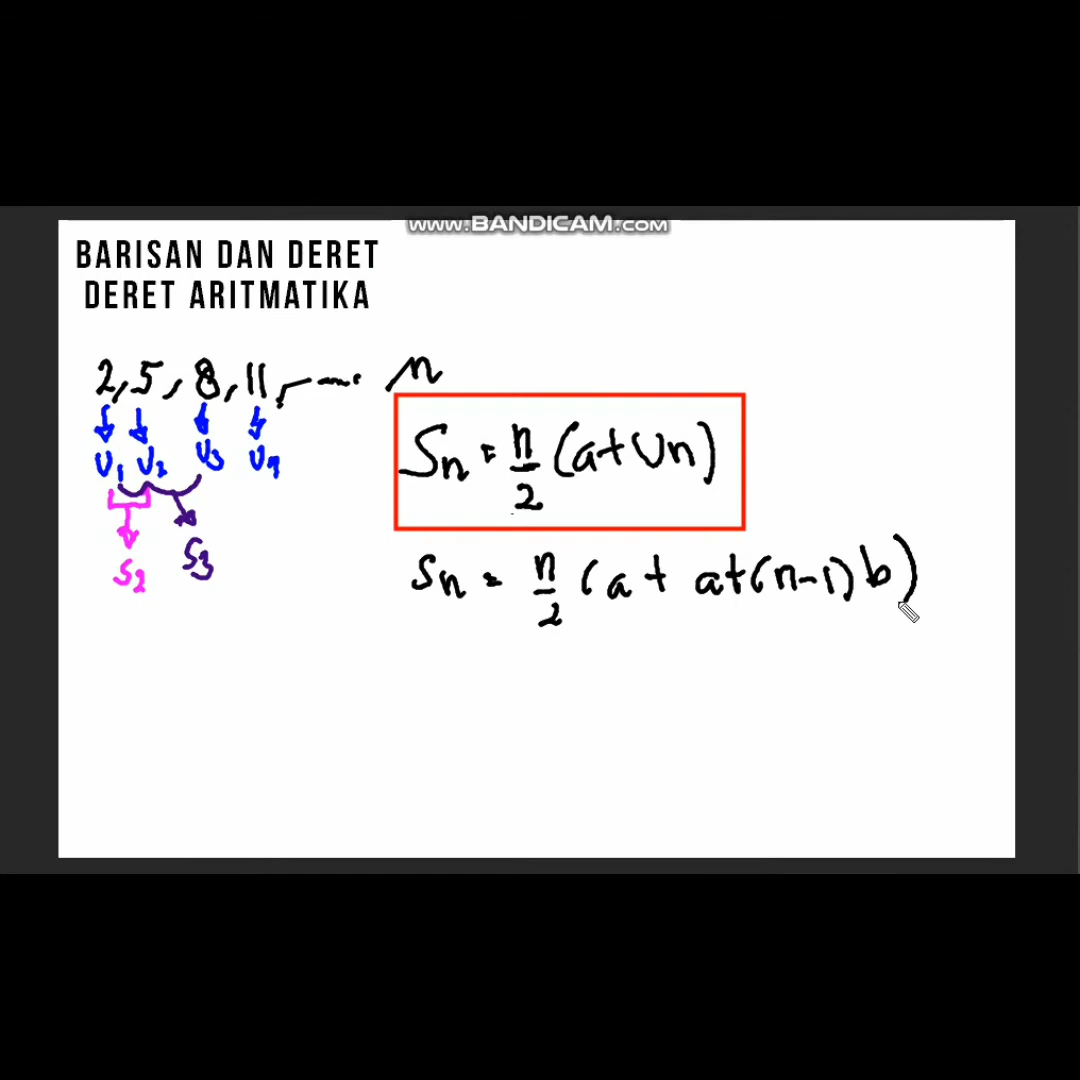 www.BANDICAM.com
BARISAN DAN DERET
DERET ARITMATIKA
2, 5, 8, 11, ---- n
U1 U2 U3 U4
S2 S3
Sn = n/2 (a+Un)
Sn = n/2 (a + a+(n-1)b)